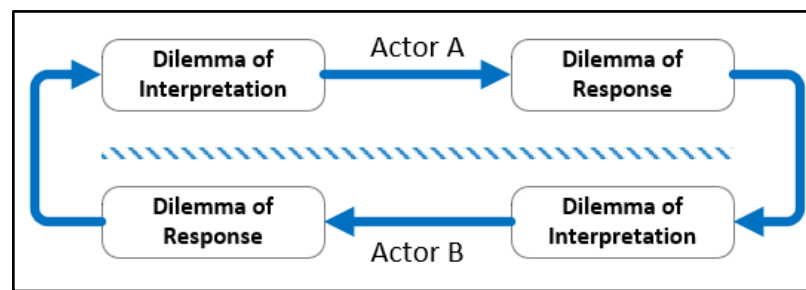 Actor A
Dilemma of
Interpretation
Dilemma of
Response
Dilemma of
Response
Dilemma of
Interpretation
Actor B